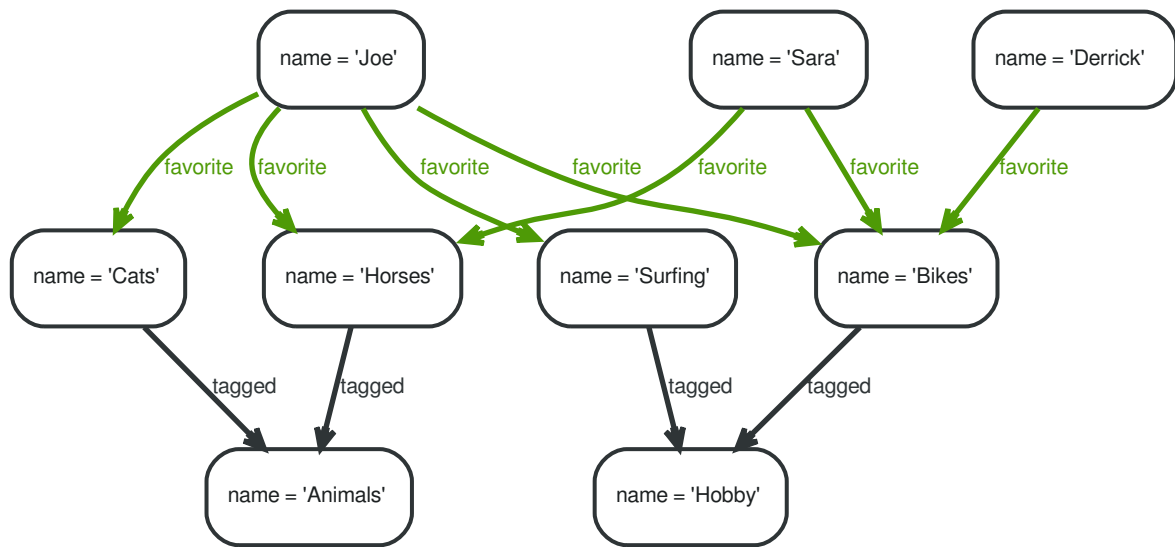 name = 'Joe'
name = 'Sara'
name = 'Derrick'
favorite
favorite
favorite
favorite
favorite
favorite
favorite
name = 'Cats'
name = 'Horses'
name = 'Surfing'
name = 'Bikes'
tagged
tagged
tagged
tagged
name = 'Animals'
name = 'Hobby'